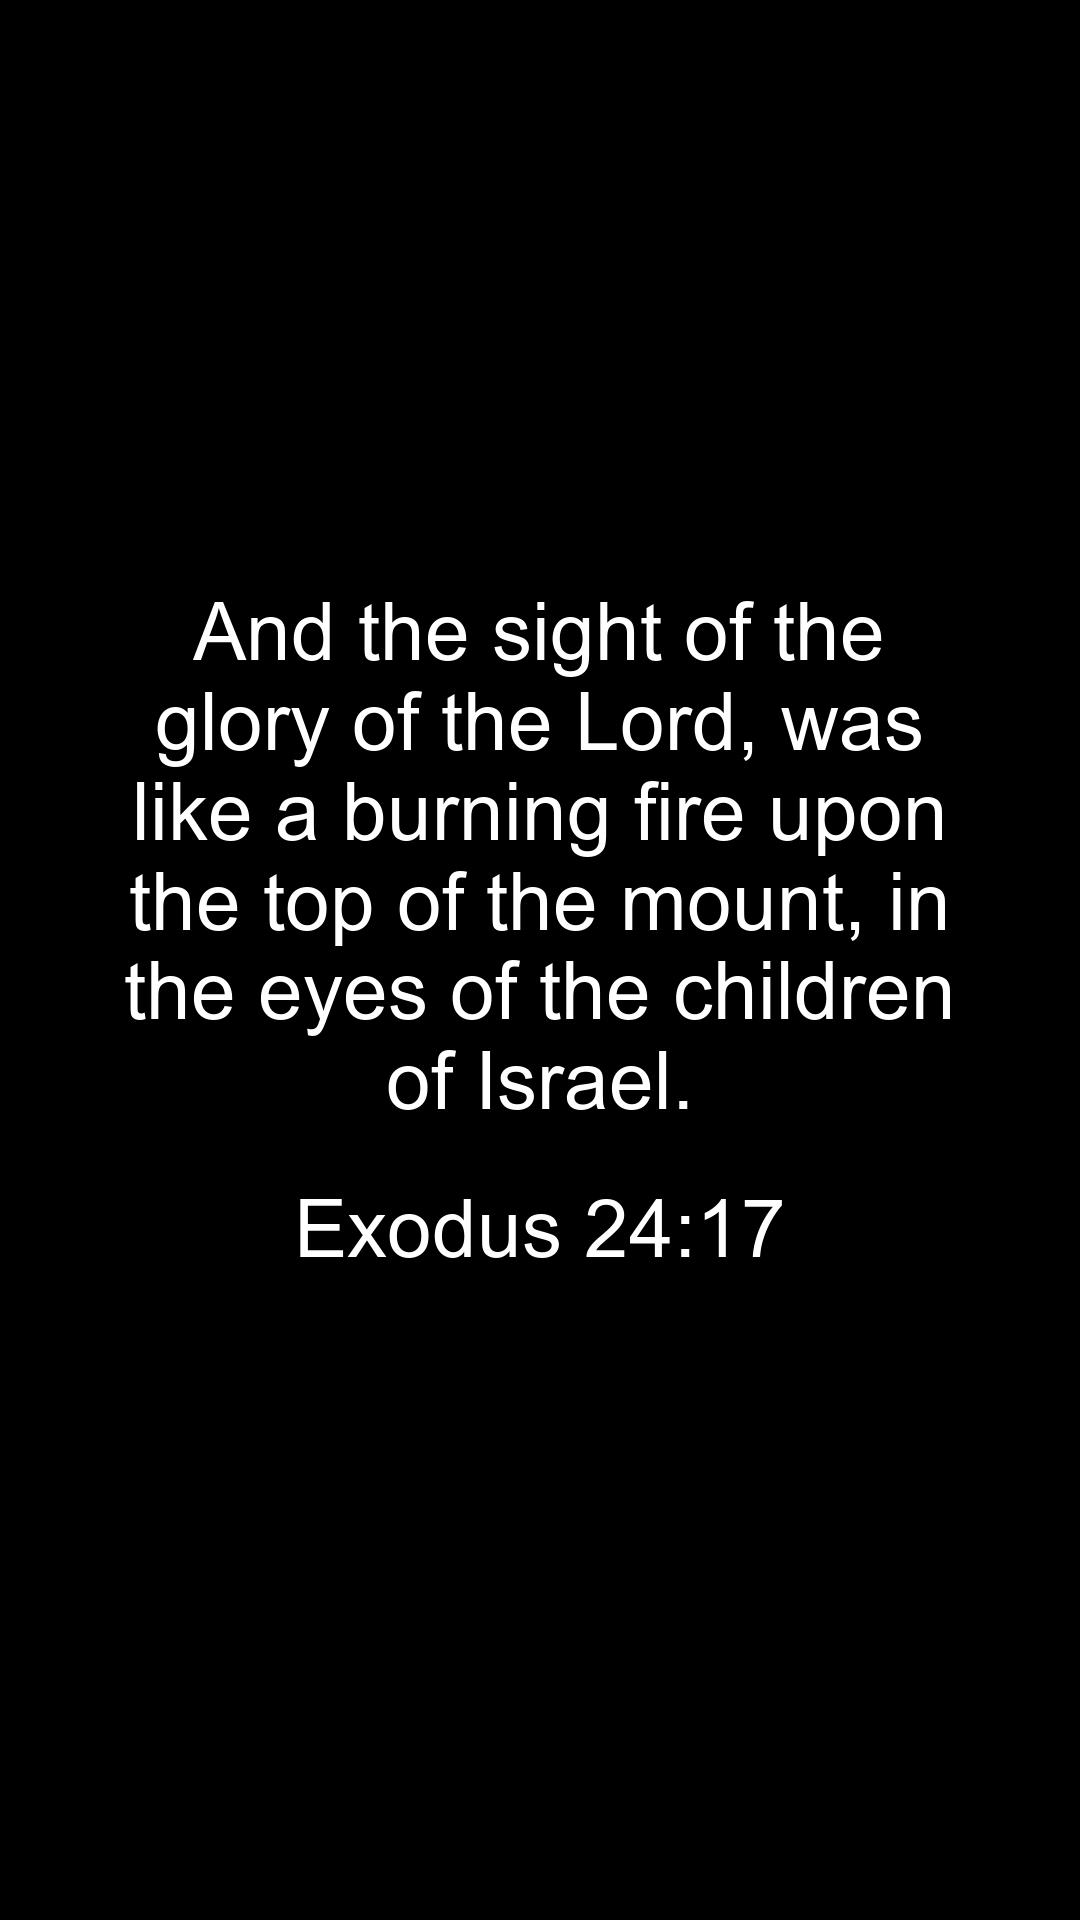 And the sight of the
glory of the Lord, was
like a burning fire upon
the top of the mount, in
the eyes of the children
of Israel.
Exodus 24:17